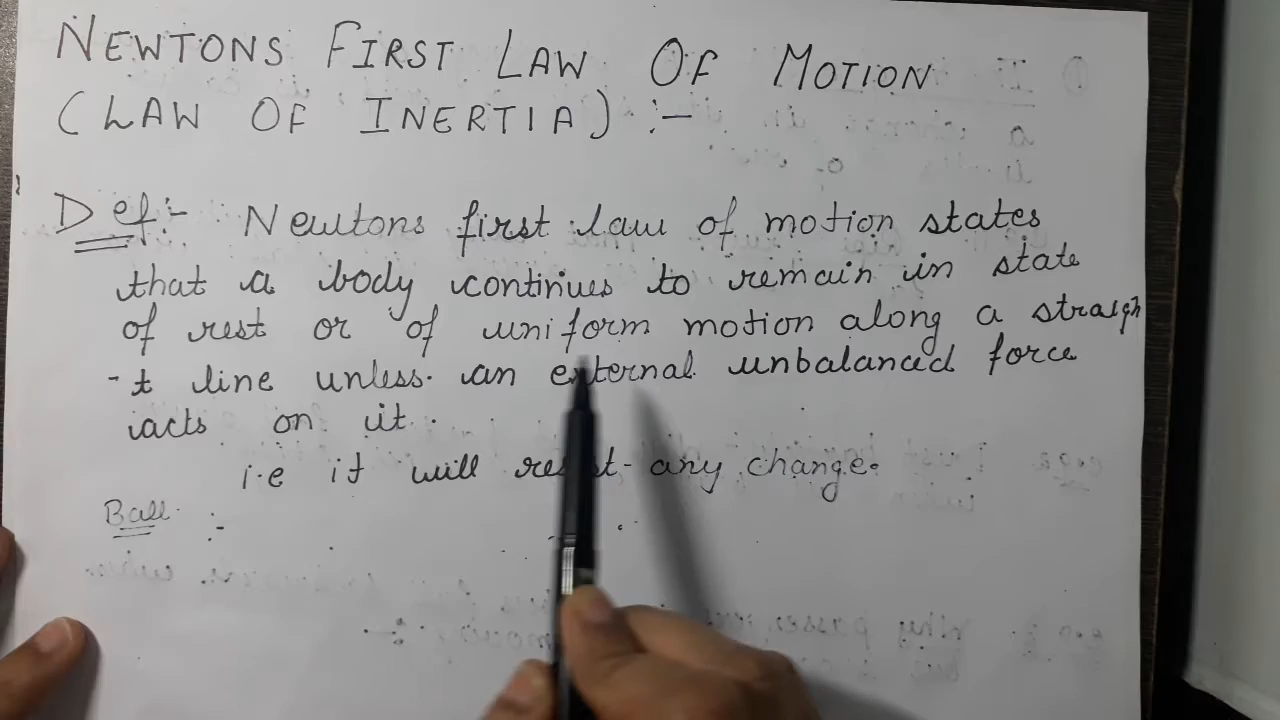 NEWTONS FIRST LAW OF MOTION
(LAW OF INERTIA) :-
Def:- Newtons first law of motion states
that a body continues to remain in state
of rest or of uniform motion along a straigh
-t line unless an external unbalanced force
acts on it.
i.e it will resist any change.
Ball :-